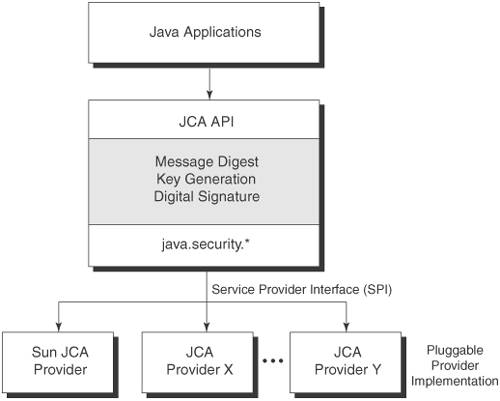 Java Applications
JCA API
Message Digest
Key Generation
Digital Signature
java.security.*
Service Provider Interface (SPI)
Sun JCA
Provider
JCA
Provider X
•••
JCA
Provider Y
Pluggable
Provider
Implementation